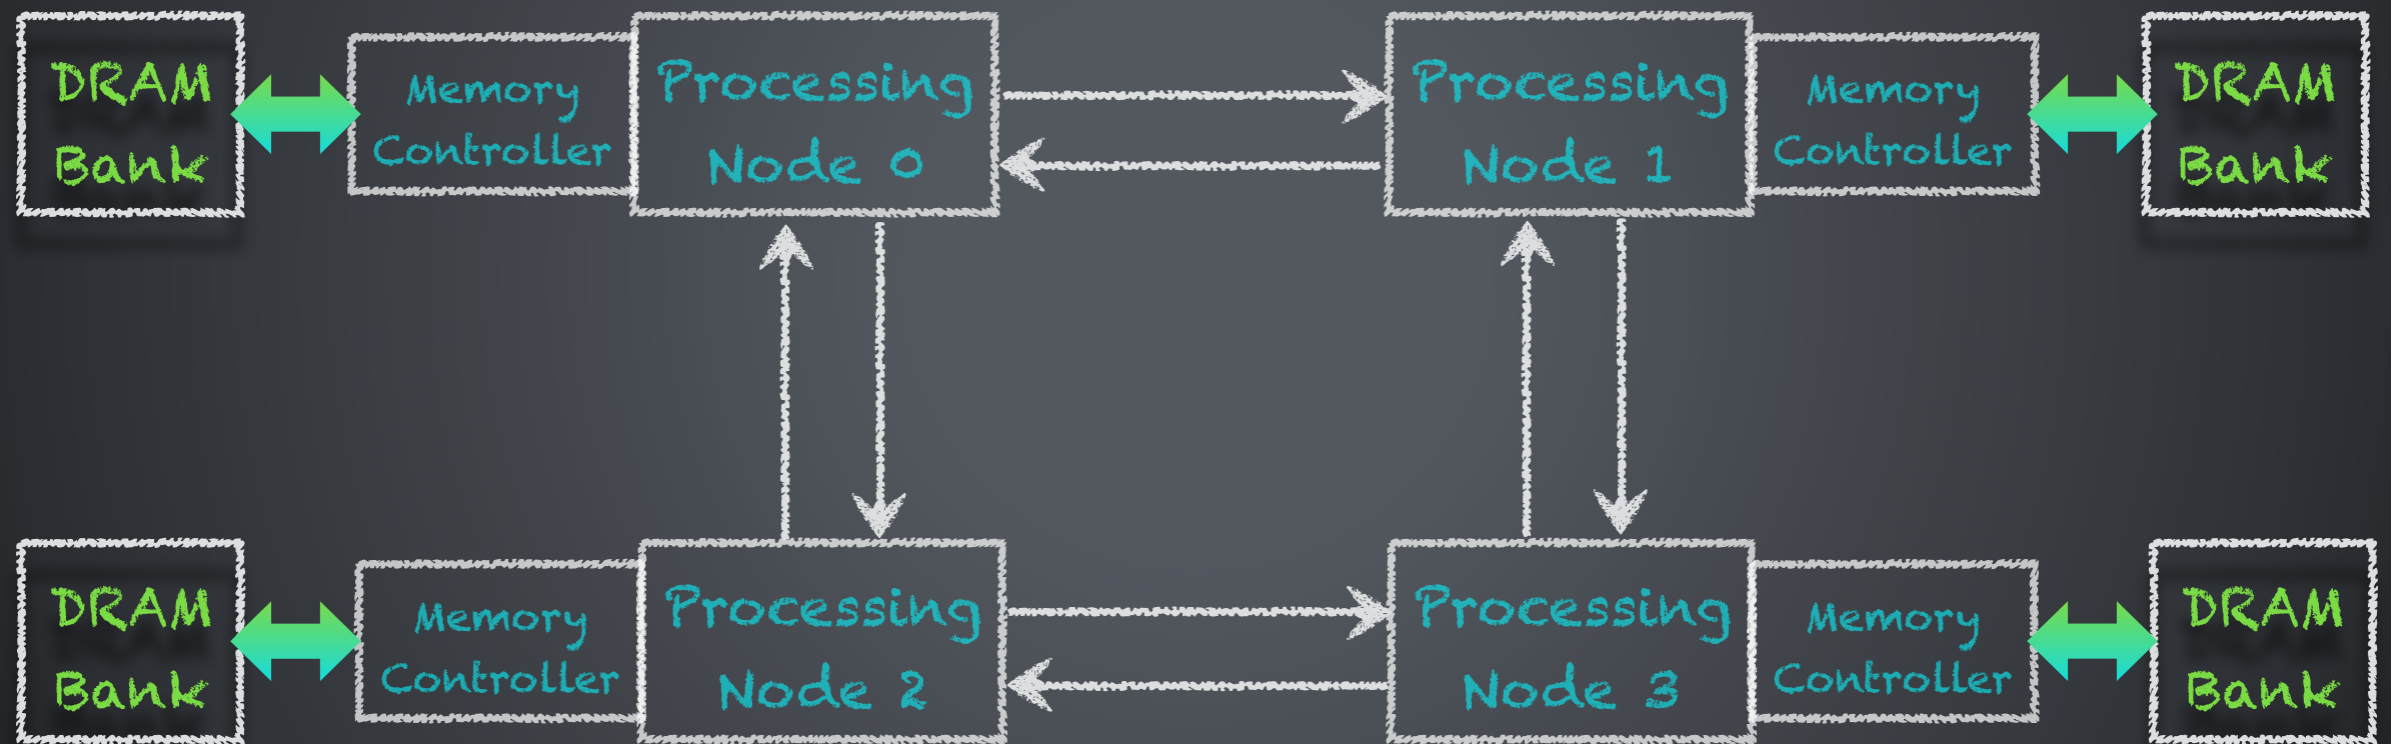 DRAM
Bank
Memory
Controller
Processing
Node 0
Processing
Node 1
Memory
Controller
DRAM
Bank
DRAM
Bank
Memory
Controller
Processing
Node 2
Processing
Node 3
Memory
Controller
DRAM
Bank